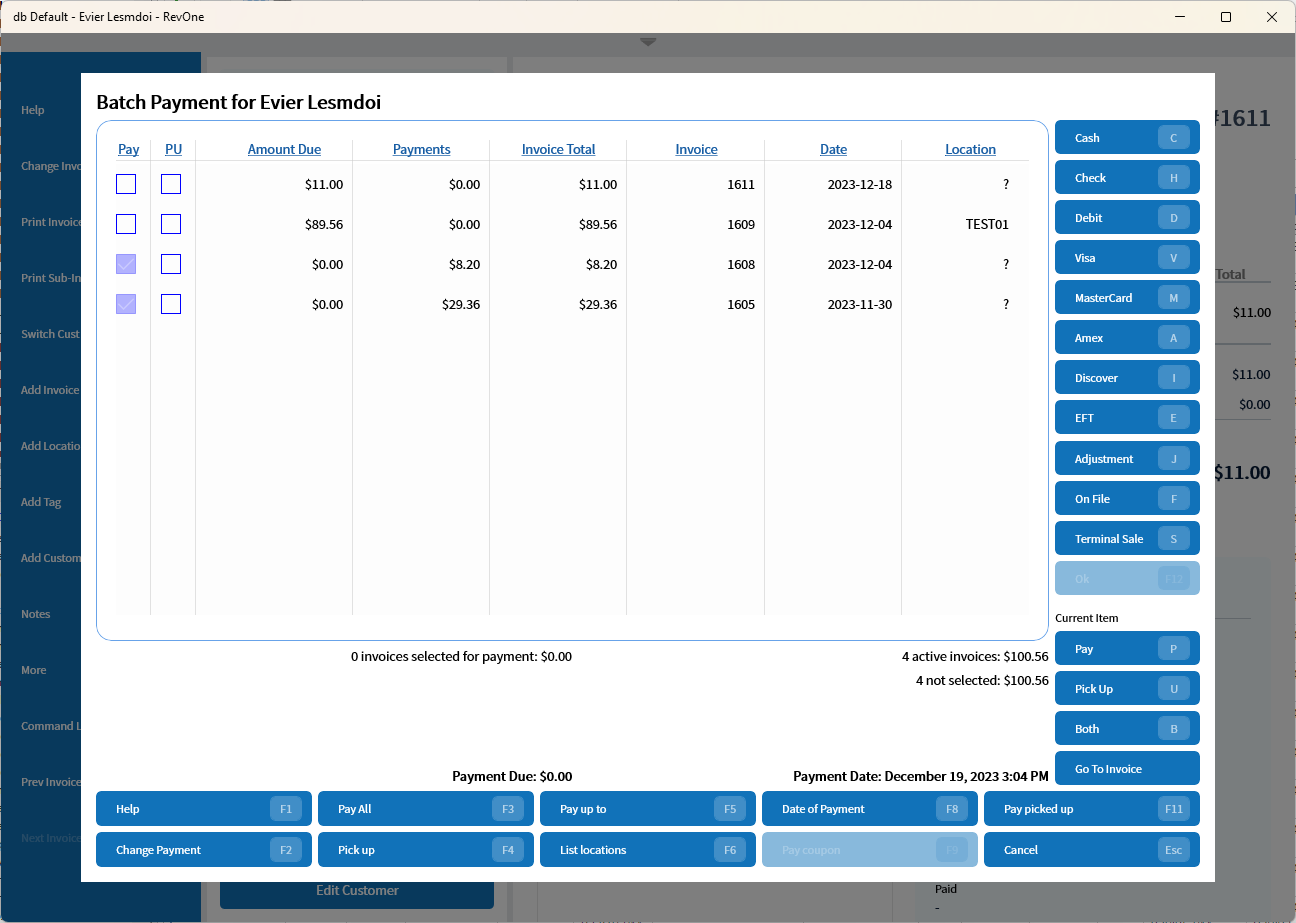 db Default - Evier Lesmdoi - RevOne
Help
Change Invo
Print Invoice
Print Sub-In
Switch Cust
Add Invoice
Add Locatio
Add Tag
Add Custom
Notes
More
Command L
Prev Invoice
Next Invoice
Batch Payment for Evier Lesmdoi
Pay PU Amount Due Payments Invoice Total Invoice Date Location
$11.00 $0.00 $11.00 1611 2023-12-18 ?
$89.56 $0.00 $89.56 1609 2023-12-04 TEST01
$0.00 $8.20 $8.20 1608 2023-12-04 ?
$0.00 $29.36 $29.36 1605 2023-11-30 ?
0 invoices selected for payment: $0.00
4 active invoices: $100.56
4 not selected: $100.56
Payment Due: $0.00
Payment Date: December 19, 2023 3:04 PM
Cash C
Check H
Debit D
Visa V
MasterCard M
Amex A
Discover I
EFT E
Adjustment J
On File F
Terminal Sale S
Ok F12
Current Item
Pay P
Pick Up U
Both B
Go To Invoice
Help F1
Pay All F3
Pay up to F5
Date of Payment F8
Pay picked up F11
Change Payment F2
Pick up F4
List locations F6
Pay coupon F9
Cancel Esc
#1611
Total
$11.00
$11.00
$0.00
$11.00
Edit Customer
Paid
-